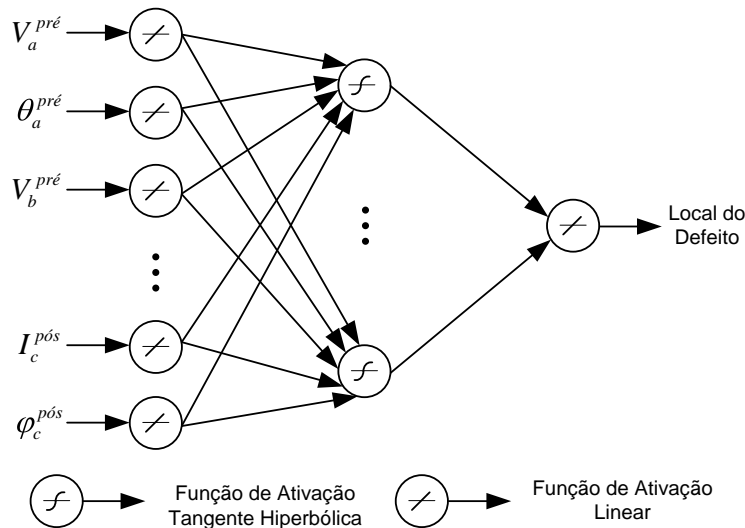 V_a^{pré}
θ_a^{pré}
V_b^{pré}
I_c^{pós}
φ_c^{pós}
Local do
Defeito
Função de Ativação
Tangente Hiperbólica
Função de Ativação
Linear